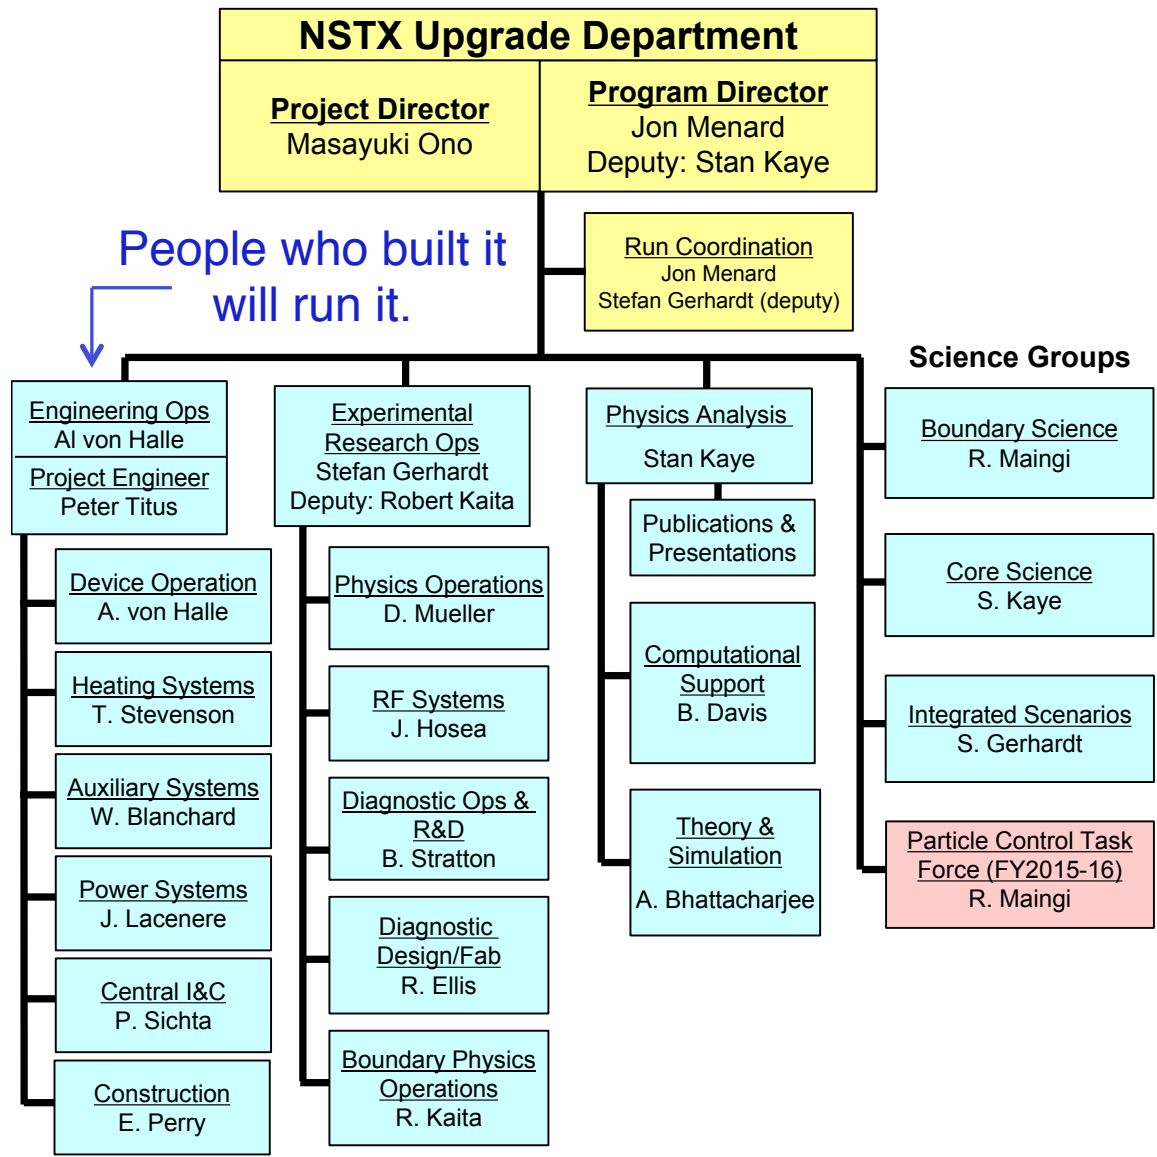 NSTX Upgrade Department
Project Director
Masayuki Ono
Program Director
Jon Menard
Deputy: Stan Kaye
Run Coordination
Jon Menard
Stefan Gerhardt (deputy)
People who built it
will run it.
Engineering Ops
Al von Halle
Project Engineer
Peter Titus
Device Operation
A. von Halle
Heating Systems
T. Stevenson
Auxiliary Systems
W. Blanchard
Power Systems
J. Lacenere
Central I&C
P. Sichta
Construction
E. Perry
Experimental
Research Ops
Stefan Gerhardt
Deputy: Robert Kaita
Physics Operations
D. Mueller
RF Systems
J. Hosea
Diagnostic Ops &
R&D
B. Stratton
Diagnostic
Design/Fab
R. Ellis
Boundary Physics
Operations
R. Kaita
Physics Analysis
Stan Kaye
Publications &
Presentations
Computational
Support
B. Davis
Theory &
Simulation
A. Bhattacharjee
Science Groups
Boundary Science
R. Maingi
Core Science
S. Kaye
Integrated Scenarios
S. Gerhardt
Particle Control Task
Force (FY2015-16)
R. Maingi